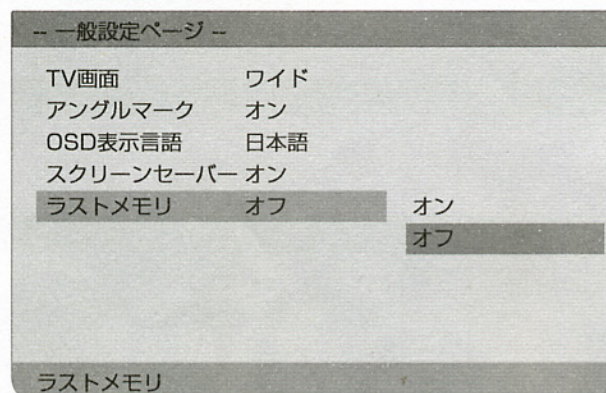 -- 一般設定ページ --
TV画面 ワイド
アングルマーク オン
OSD表示言語 日本語
スクリーンセーバー オン
ラストメモリ オフ オン
オフ
ラストメモリ